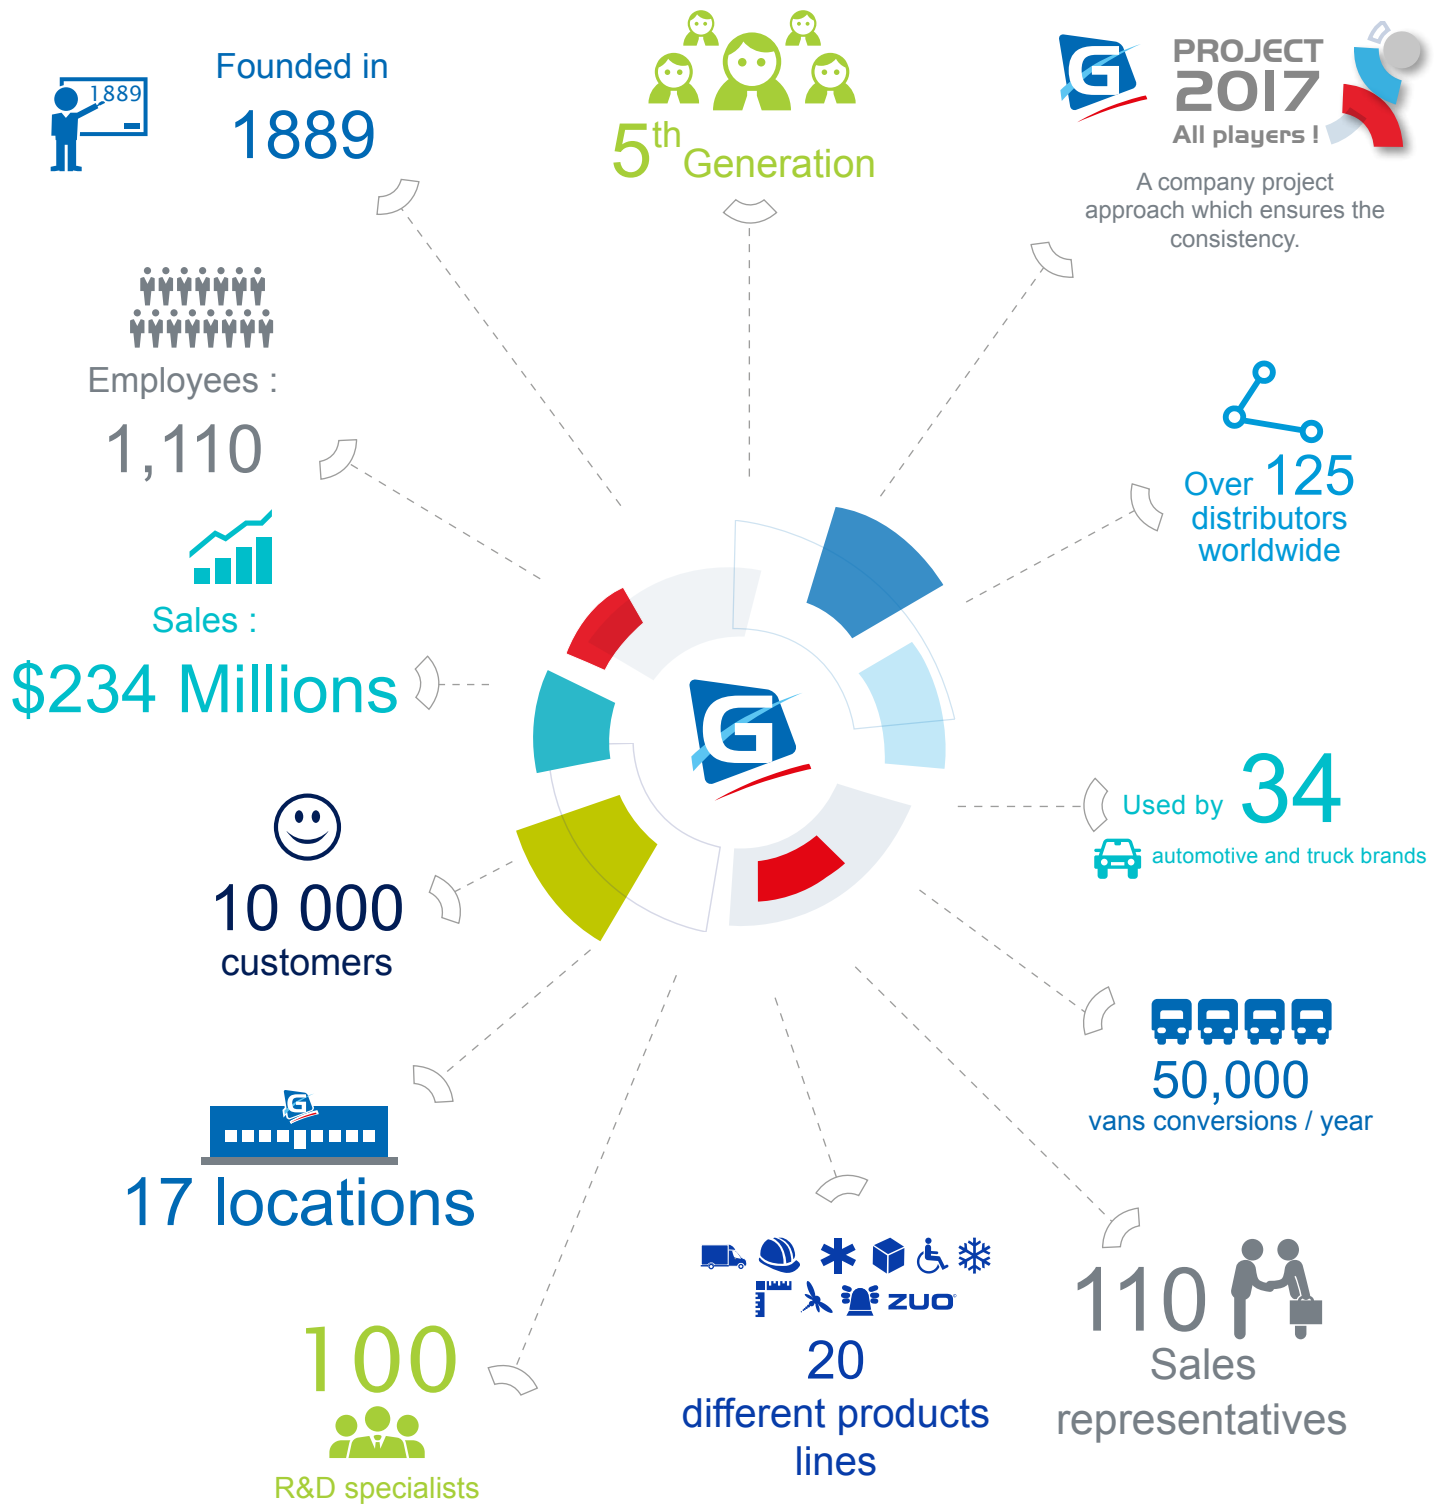 1889
Founded in
1889
5th
Generation
G
PROJECT
2017
All players !
A company project
approach which ensures the
consistency.
Employees :
1,110
Over 125
distributors
worldwide
Sales :
$234 Millions
G
Used by 34
automotive and truck brands
10 000
customers
50,000
vans conversions / year
G
17 locations
ZUO
20
different products
lines
110
Sales
representatives
100
R&D specialists